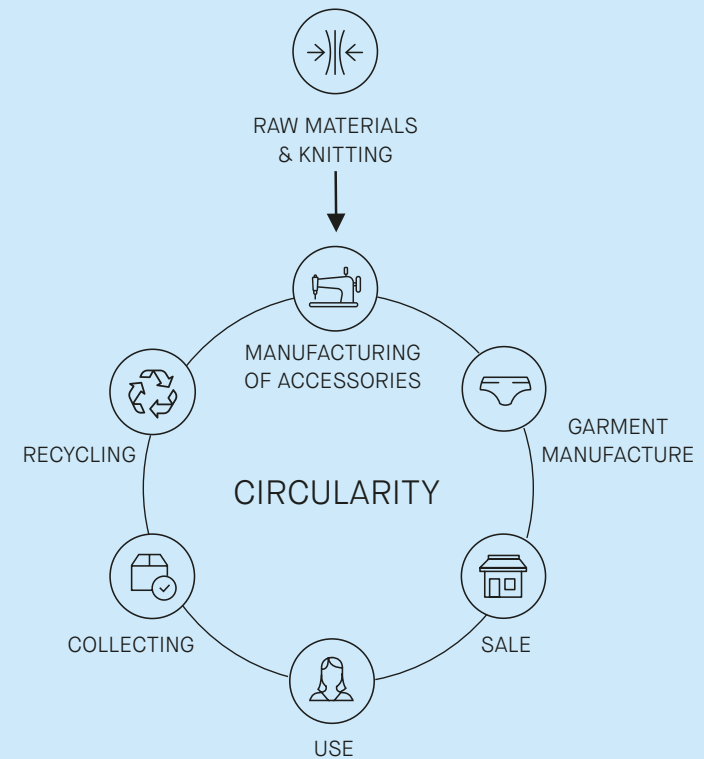 RAW MATERIALS
& KNITTING
MANUFACTURING
OF ACCESSORIES
GARMENT
MANUFACTURE
RECYCLING
CIRCULARITY
COLLECTING
SALE
USE